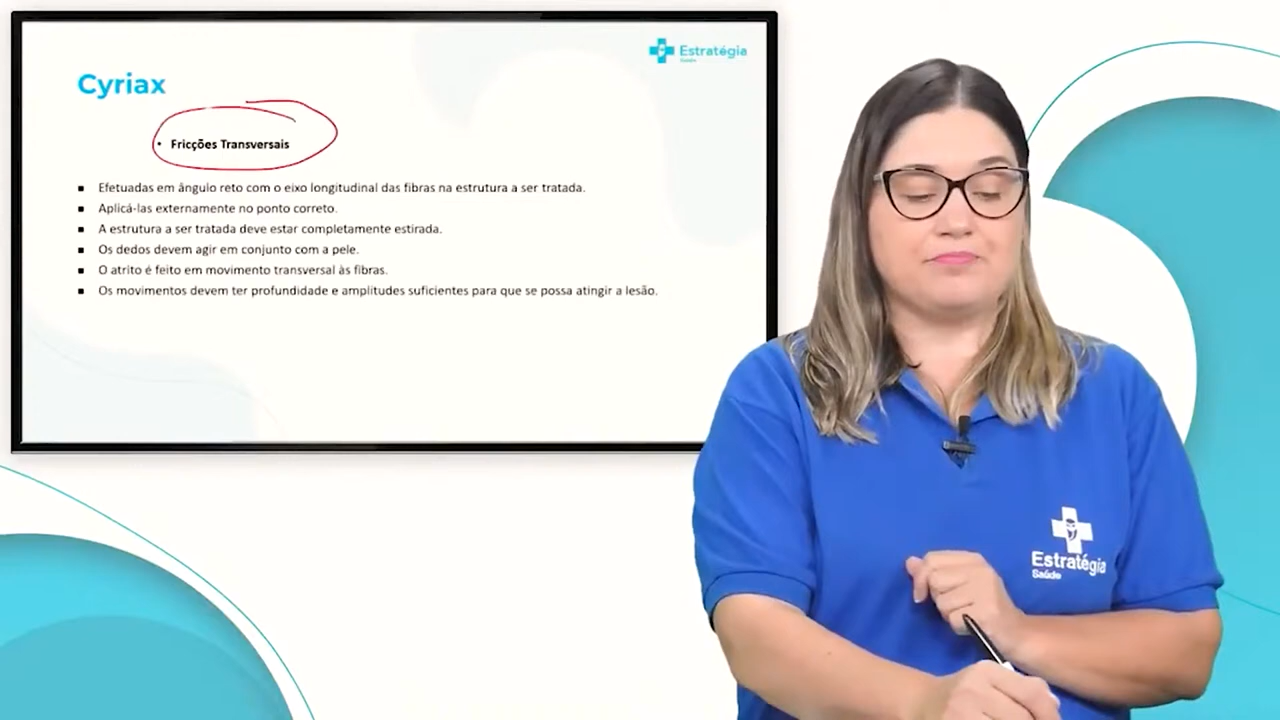 Estratégia
Saúde
Cyriax
• Fricções Transversais
▪ Efetuadas em ângulo reto com o eixo longitudinal das fibras na estrutura a ser tratada.
▪ Aplicá-las externamente no ponto correto.
▪ A estrutura a ser tratada deve estar completamente estirada.
▪ Os dedos devem agir em conjunto com a pele.
▪ O atrito é feito em movimento transversal às fibras.
▪ Os movimentos devem ter profundidade e amplitudes suficientes para que se possa atingir a lesão.
Estratégia
Saúde